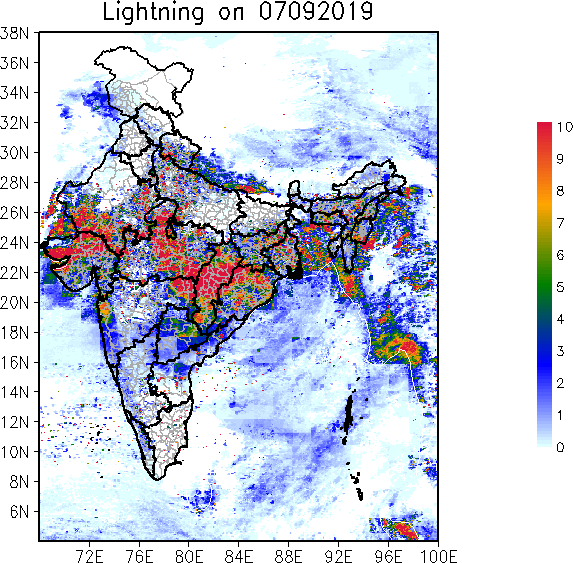 Lightning on 07092019
38N
36N
34N
32N
30N
28N
26N
24N
22N
20N
18N
16N
14N
12N
10N
8N
6N
72E 76E 80E 84E 88E 92E 96E 100E
10
9
8
7
6
5
4
3
2
1
0